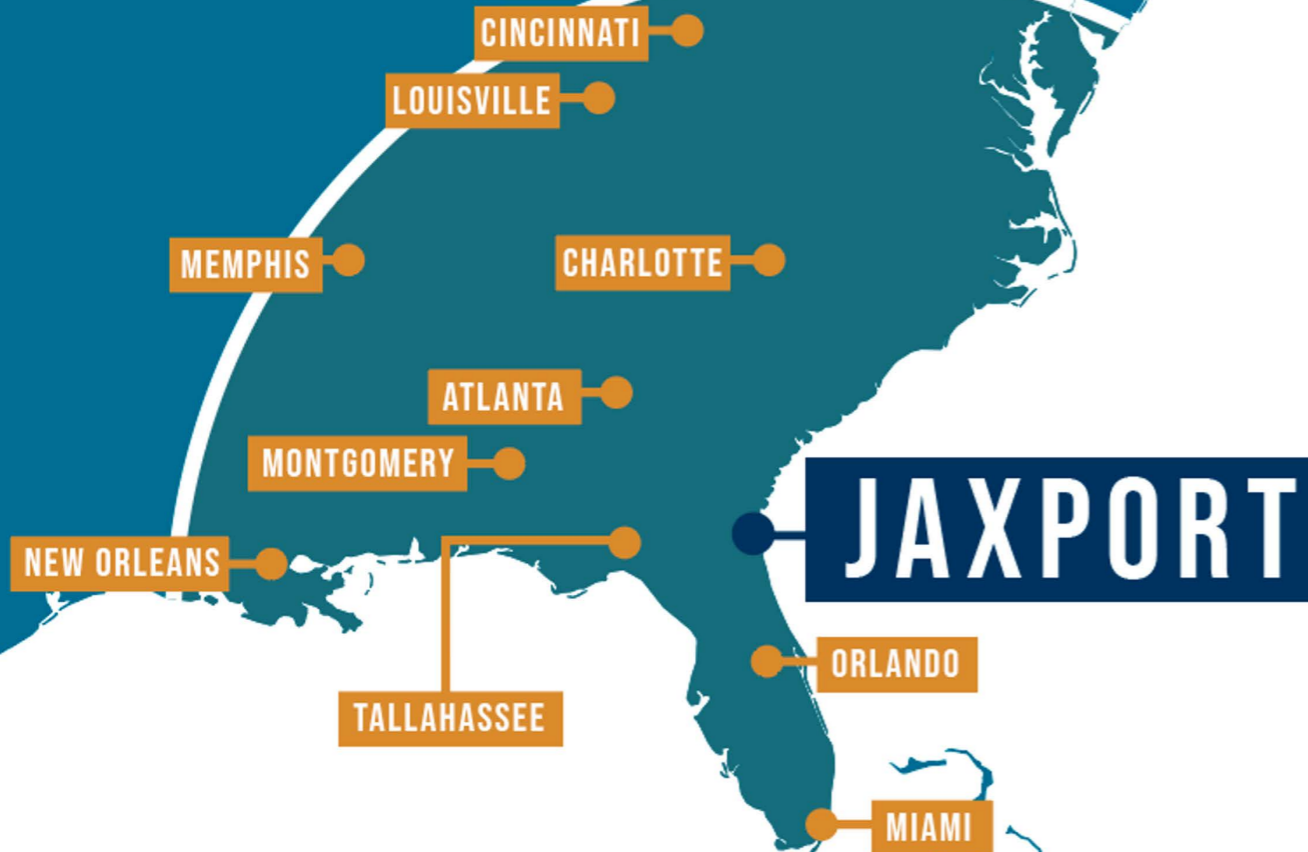 CINCINNATI
LOUISVILLE
MEMPHIS
CHARLOTTE
ATLANTA
MONTGOMERY
JAXPORT
NEW ORLEANS
ORLANDO
TALLAHASSEE
MIAMI